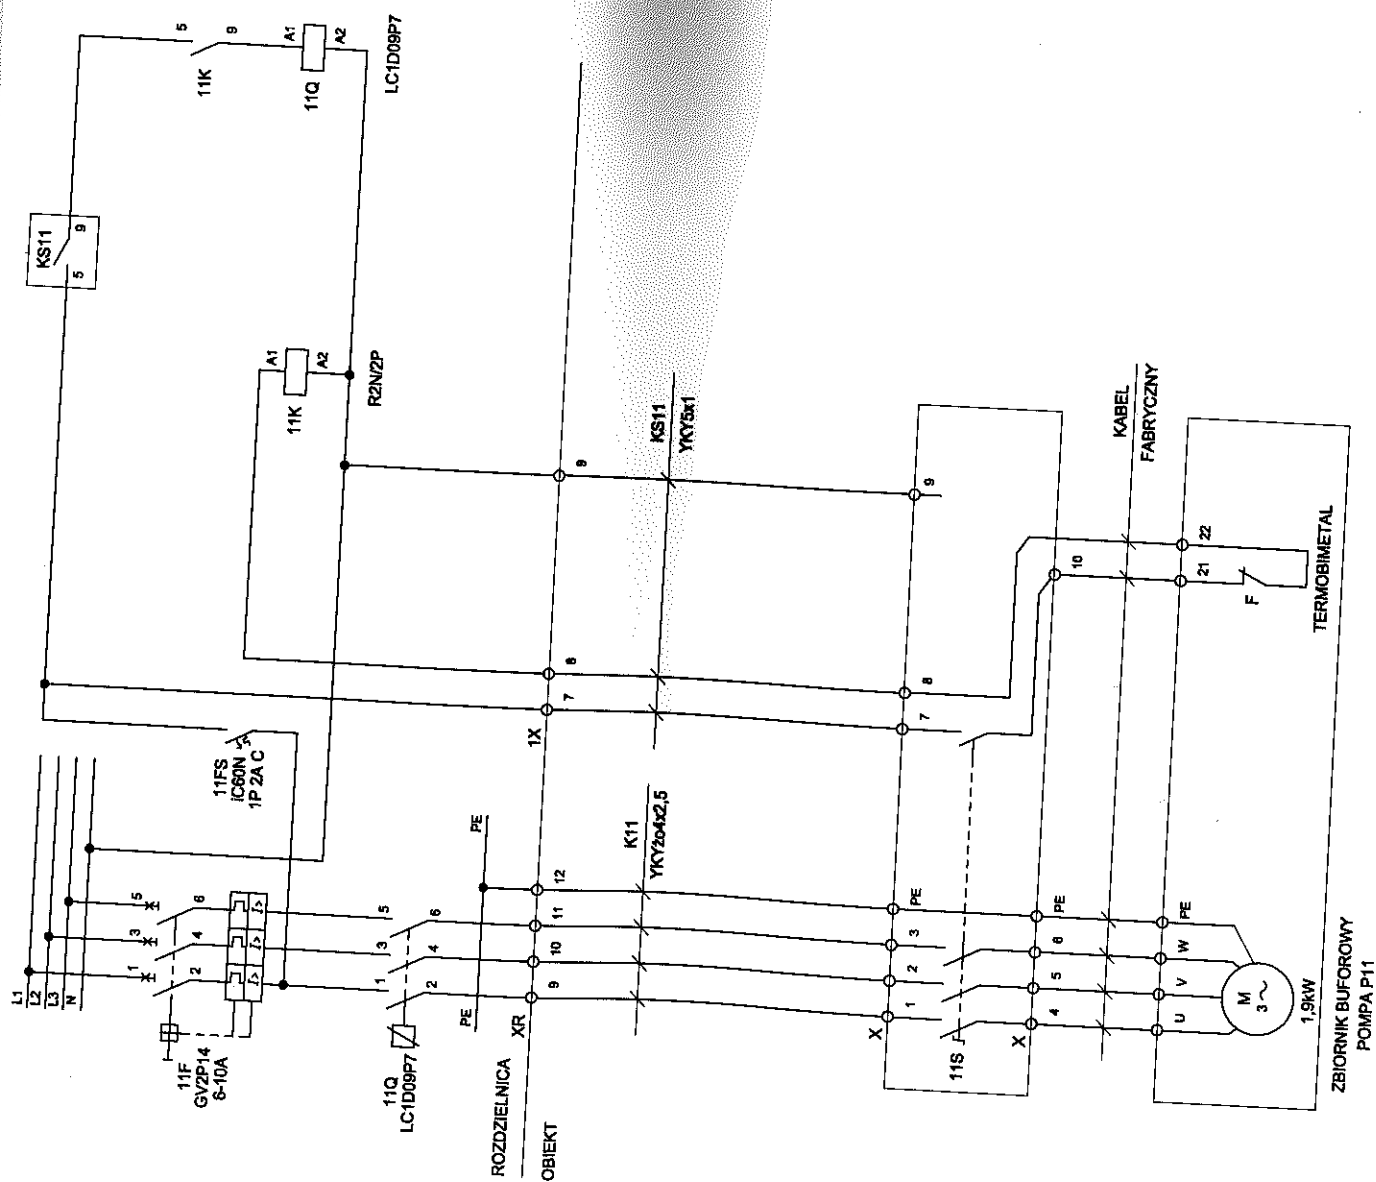 5
9
A1
A2
11K
11Q
LC1D09P7
KS11
5
9
A1
A2
11K
R2N/2P
KS11
YKY5x1
9
9
KABEL
FABRYCZNY
22
21
10
F
TERMOBIMETAL
8
7
8
7
1X
11FS
iC60N
1P 2A C
L1
L2
L3
N
1
3
5
2
4
6
11F
GV2P14
6-10A
1
3
5
2
4
6
11Q
LC1D09P7
PE
PE
XR
9
10
11
12
K11
YKYżo4x2,5
ROZDZIELNICA
OBIEKT
X
1
2
3
PE
11S
X
4
5
6
PE
U
V
W
PE
M
3~
1,9kW
ZBIORNIK BUFOROWY
POMPA P11